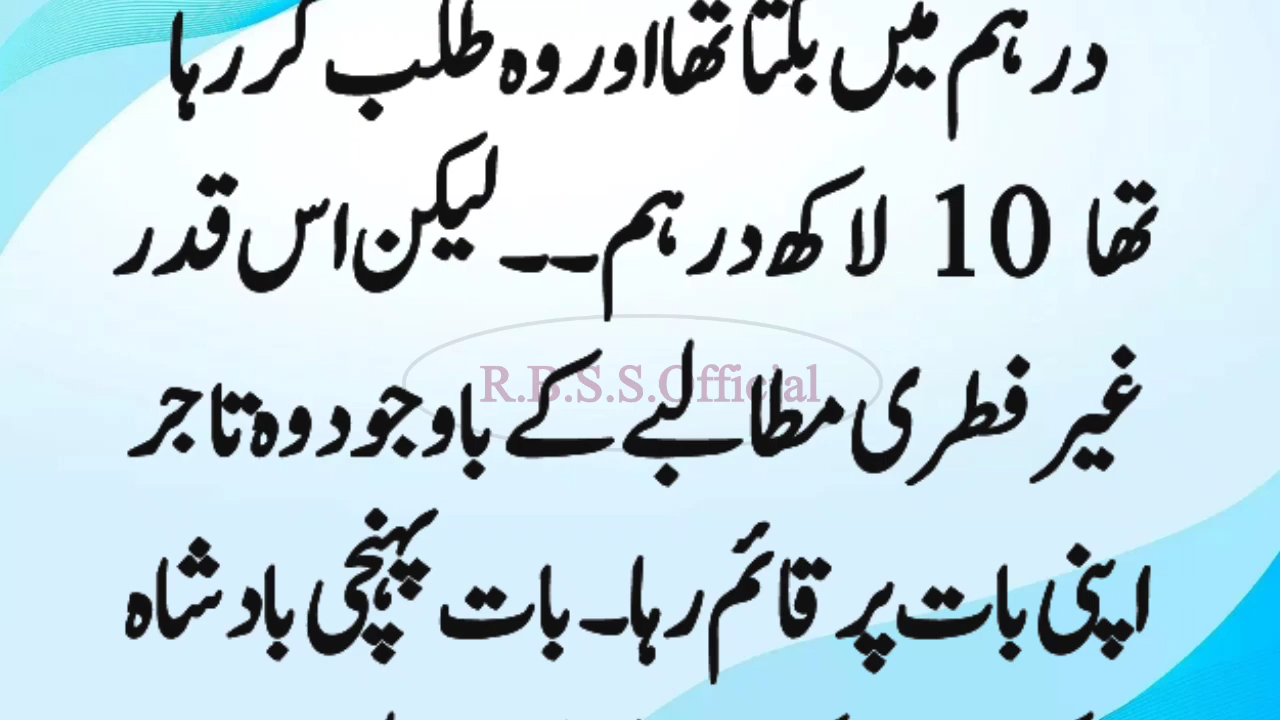 درہم میں بکتا تھا اور وہ طلب کر رہا
تھا 10 لاکھ درہم۔۔ لیکن اس قدر
R.B.S.S.Official
غیر فطری مطالبے کے باوجود وہ تاجر
اپنی بات پر قائم رہا۔ بات پہنچی بادشاہ